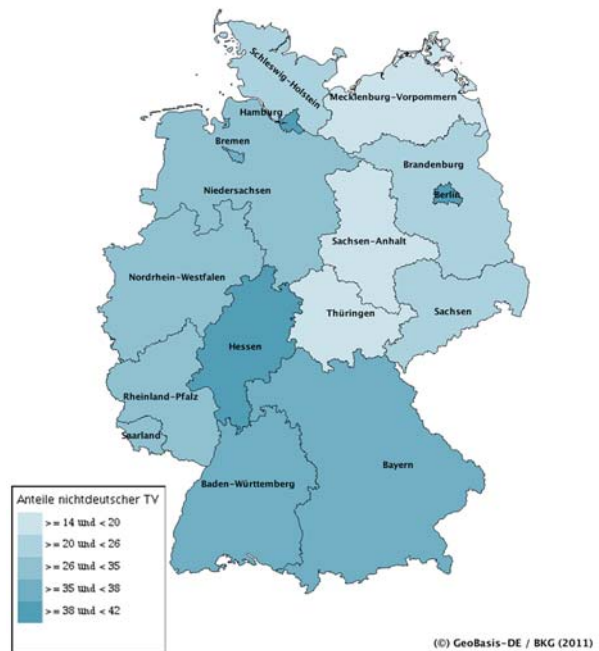 Schleswig-Holstein
Mecklenburg-Vorpommern
Hamburg
Bremen
Brandenburg
Berlin
Niedersachsen
Sachsen-Anhalt
Nordrhein-Westfalen
Thüringen
Sachsen
Hessen
Rheinland-Pfalz
Saarland
Bayern
Baden-Württemberg
Anteile nichtdeutscher TV
>= 14 und < 20
>= 20 und < 26
>= 26 und < 35
>= 35 und < 38
>= 38 und < 42
(©) GeoBasis-DE / BKG (2011)